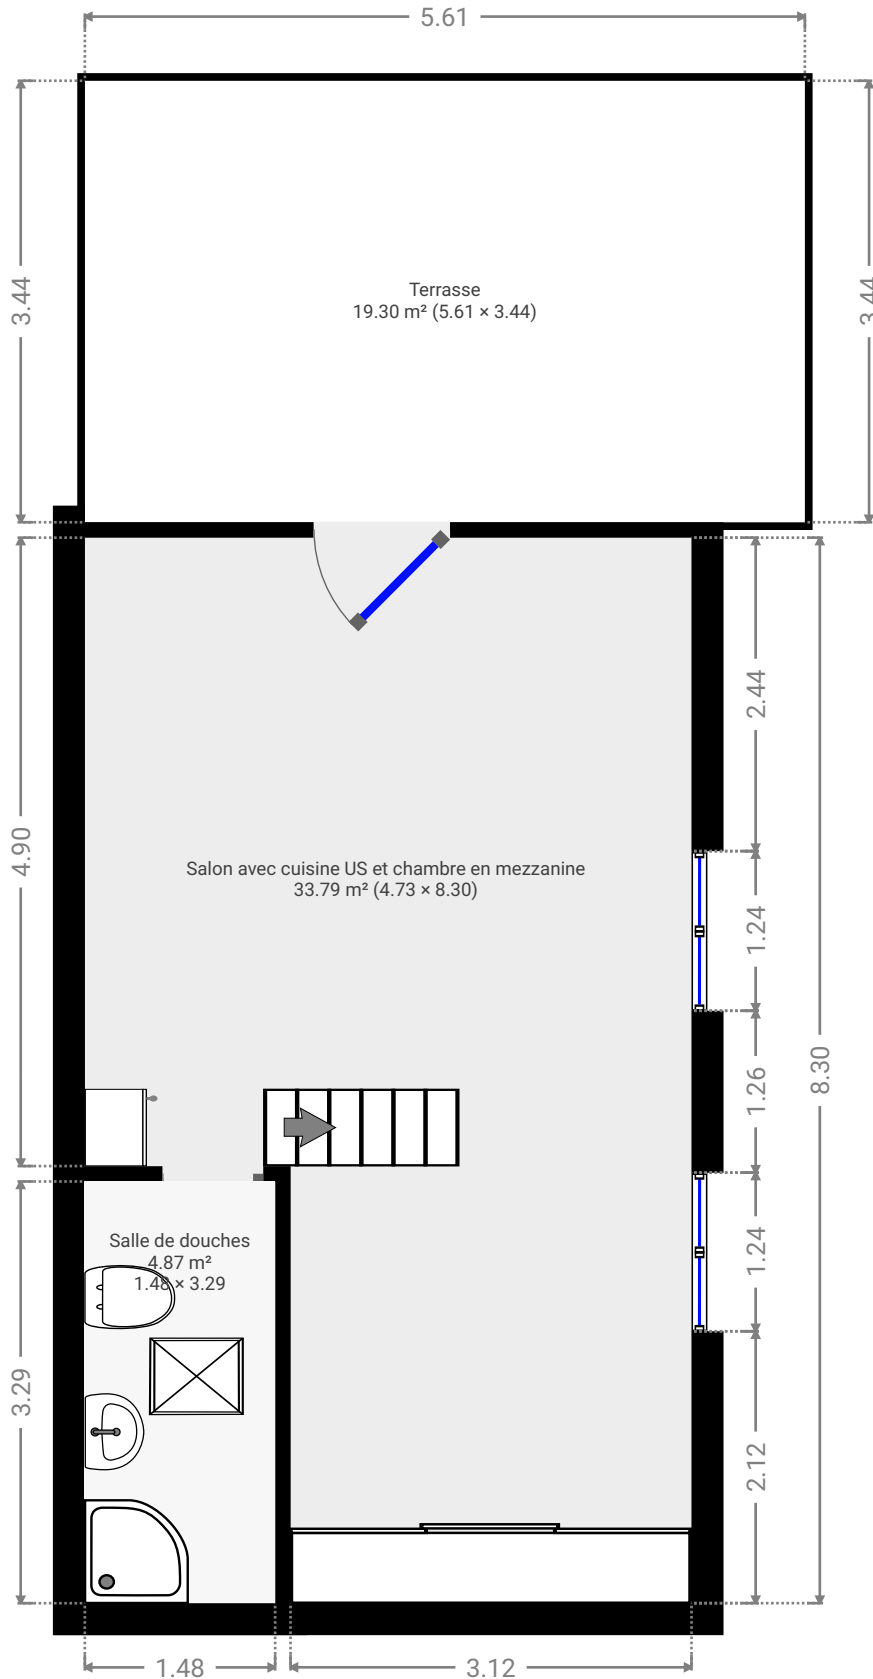 5.61
3.44
3.44
Terrasse
19.30 m² (5.61 × 3.44)
2.44
4.90
Salon avec cuisine US et chambre en mezzanine
33.79 m² (4.73 × 8.30)
1.24
8.30
1.26
Salle de douches
4.87 m²
1.48 × 3.29
1.24
3.29
2.12
1.48
3.12